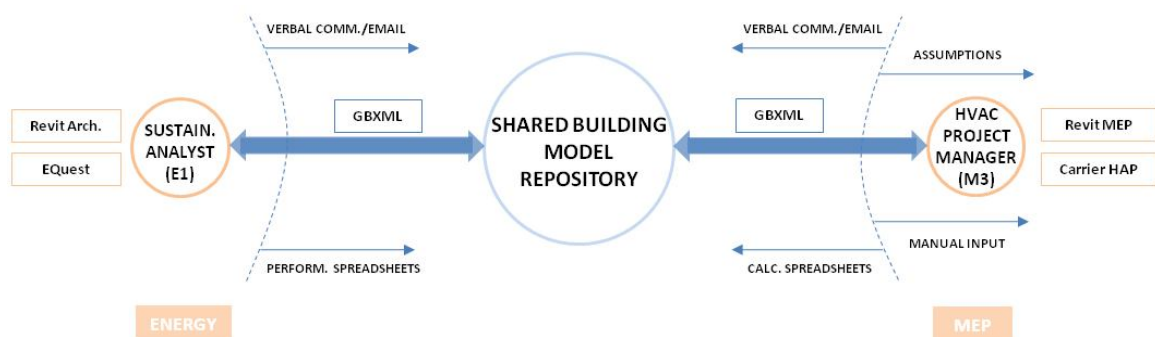 VERBAL COMM./EMAIL
VERBAL COMM./EMAIL
ASSUMPTIONS
Revit Arch.
EQuest
SUSTAIN.
ANALYST
(E1)
GBXML
SHARED BUILDING
MODEL
REPOSITORY
GBXML
HVAC
PROJECT
MANAGER
(M3)
Revit MEP
Carrier HAP
PERFORM. SPREADSHEETS
CALC. SPREADSHEETS
MANUAL INPUT
ENERGY
MEP